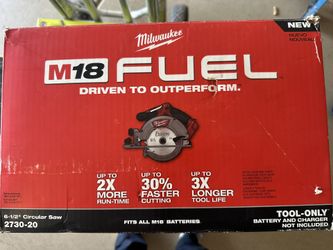 Milwaukee
NEW
NUEVO
NOUVEAU
M18 FUEL
DRIVEN TO OUTPERFORM.
UP TO
2X
MORE
RUN-TIME
UP TO
30%
FASTER
CUTTING
UP TO
3X
LONGER
TOOL LIFE
6-1/2" Circular Saw
2730-20
FITS ALL M18 BATTERIES.
TOOL-ONLY
BATTERY AND CHARGER
NOT INCLUDED